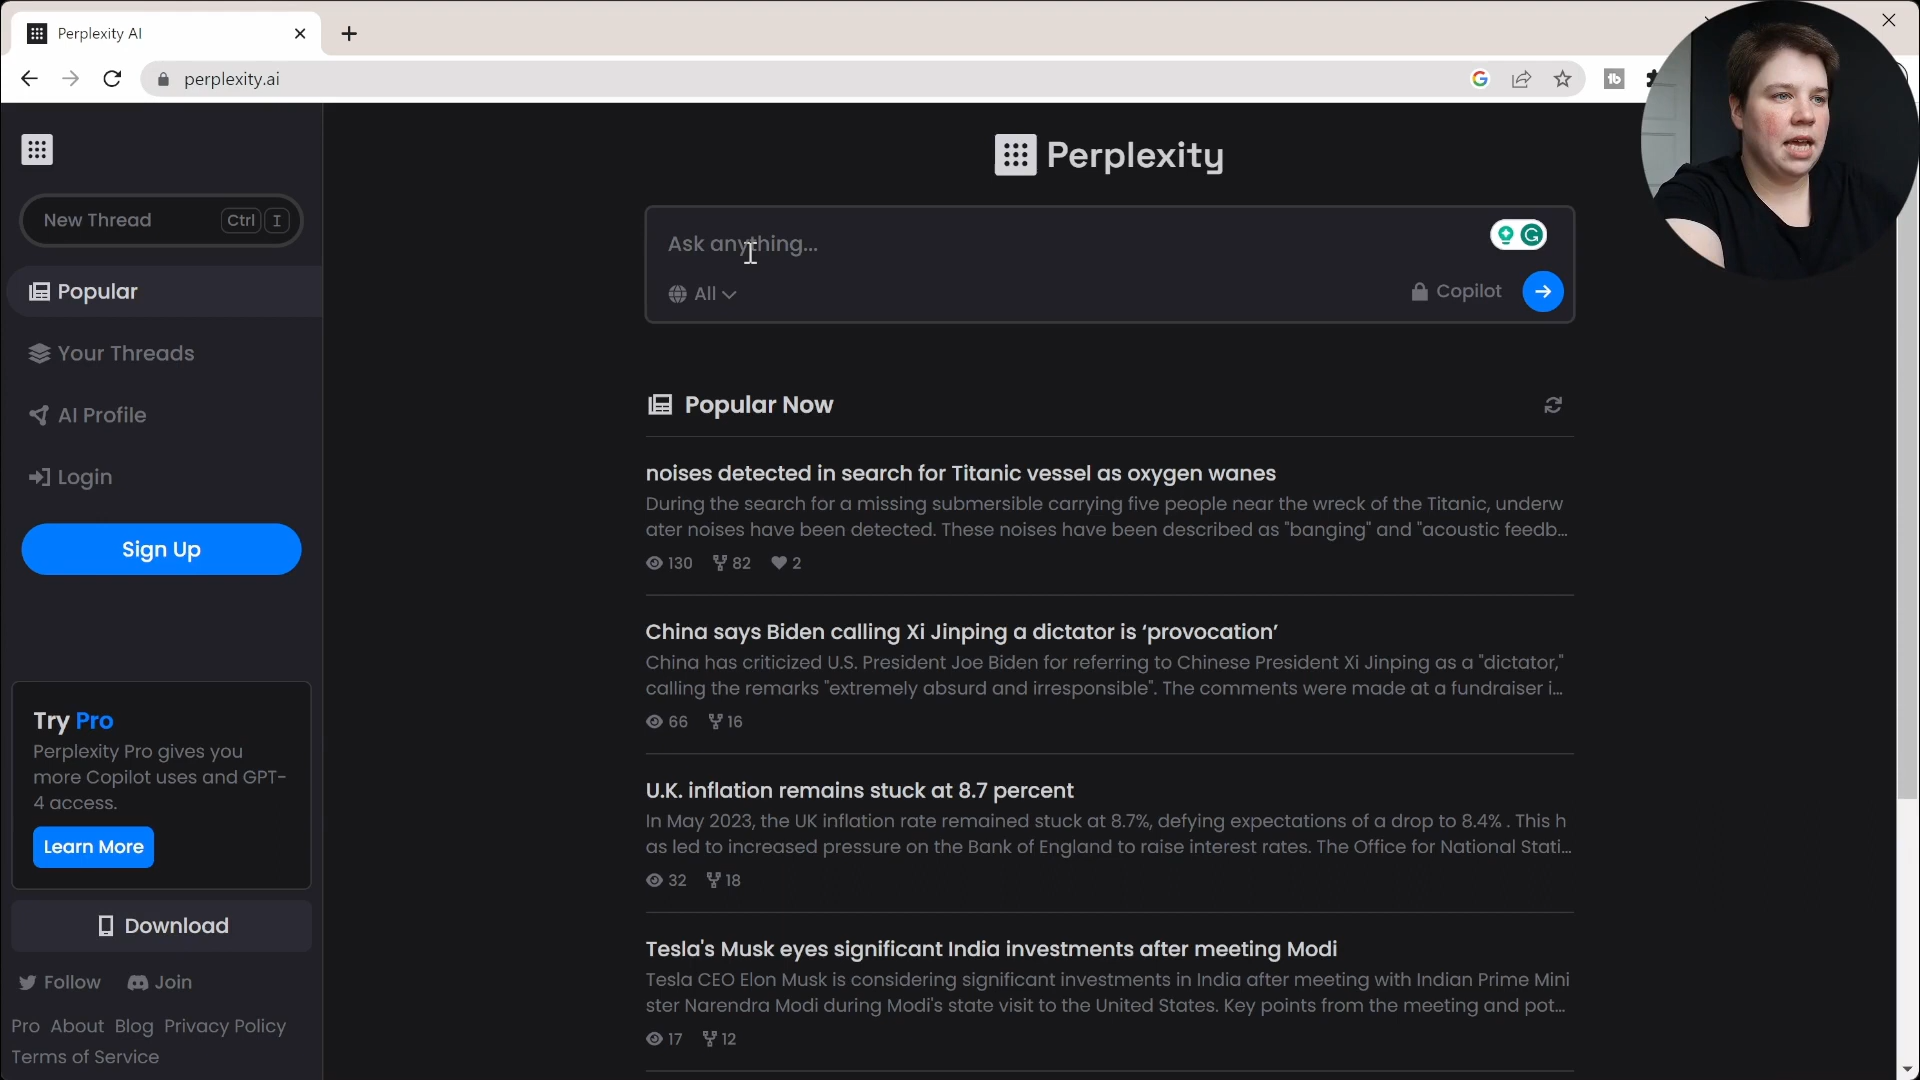 Perplexity AI
perplexity.ai
New Thread Ctrl I
Popular
Your Threads
AI Profile
Login
Sign Up
Try Pro
Perplexity Pro gives you
more Copilot uses and GPT-
4 access.
Learn More
Download
Follow Join
Pro About Blog Privacy Policy
Terms of Service
Perplexity
Ask anything...
All
Copilot
Popular Now
noises detected in search for Titanic vessel as oxygen wanes
During the search for a missing submersible carrying five people near the wreck of the Titanic, underw
ater noises have been detected. These noises have been described as "banging" and "acoustic feedb...
130 82 2
China says Biden calling Xi Jinping a dictator is ‘provocation’
China has criticized U.S. President Joe Biden for referring to Chinese President Xi Jinping as a "dictator,"
calling the remarks "extremely absurd and irresponsible". The comments were made at a fundraiser i...
66 16
U.K. inflation remains stuck at 8.7 percent
In May 2023, the UK inflation rate remained stuck at 8.7%, defying expectations of a drop to 8.4% . This h
as led to increased pressure on the Bank of England to raise interest rates. The Office for National Stati...
32 18
Tesla's Musk eyes significant India investments after meeting Modi
Tesla CEO Elon Musk is considering significant investments in India after meeting with Indian Prime Mini
ster Narendra Modi during Modi's state visit to the United States. Key points from the meeting and pot...
17 12